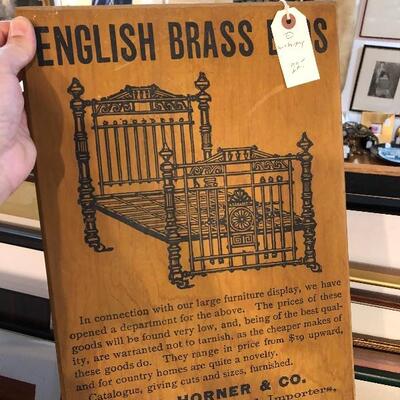 ENGLISH BRASS BEDS
In connection with our large furniture display, we have
opened a department for the above. The prices of these
goods will be found very low, and, being of the best qual-
ity, are warranted not to tarnish, as the cheaper makes of
these goods do. They range in price from $19 upward,
and for country homes are quite a novelty.
Catalogue, giving cuts and sizes, furnished.
HORNER & CO.
Importers,